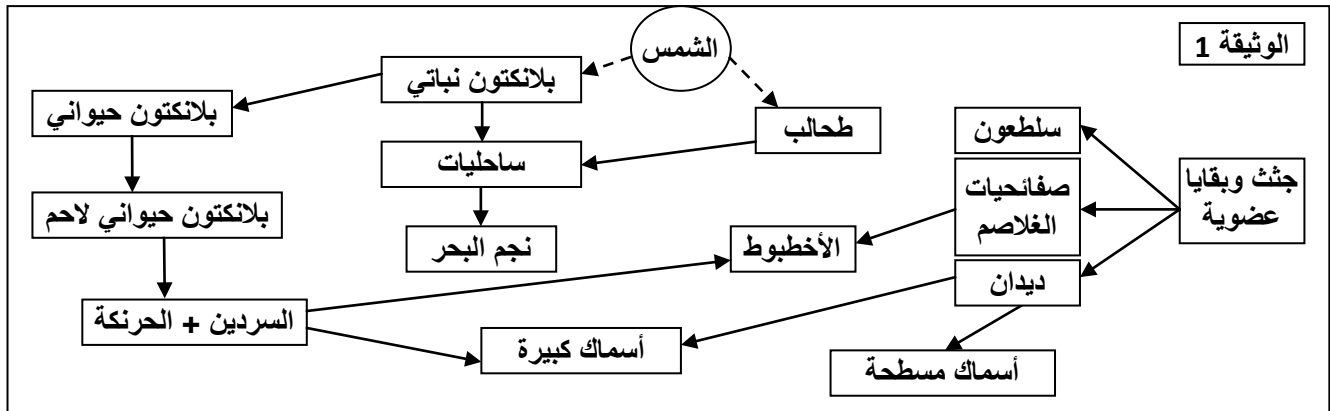 الوثيقة 1
الشمس
بلانكتون نباتي
بلانكتون حيواني
طحالب
سلطعون
ساحليات
جثث وبقايا
عضوية
صفائحيات
الغلاصم
بلانكتون حيواني لاحم
الأخطبوط
نجم البحر
ديدان
السردين + الحرنكة
أسماك كبيرة
أسماك مسطحة